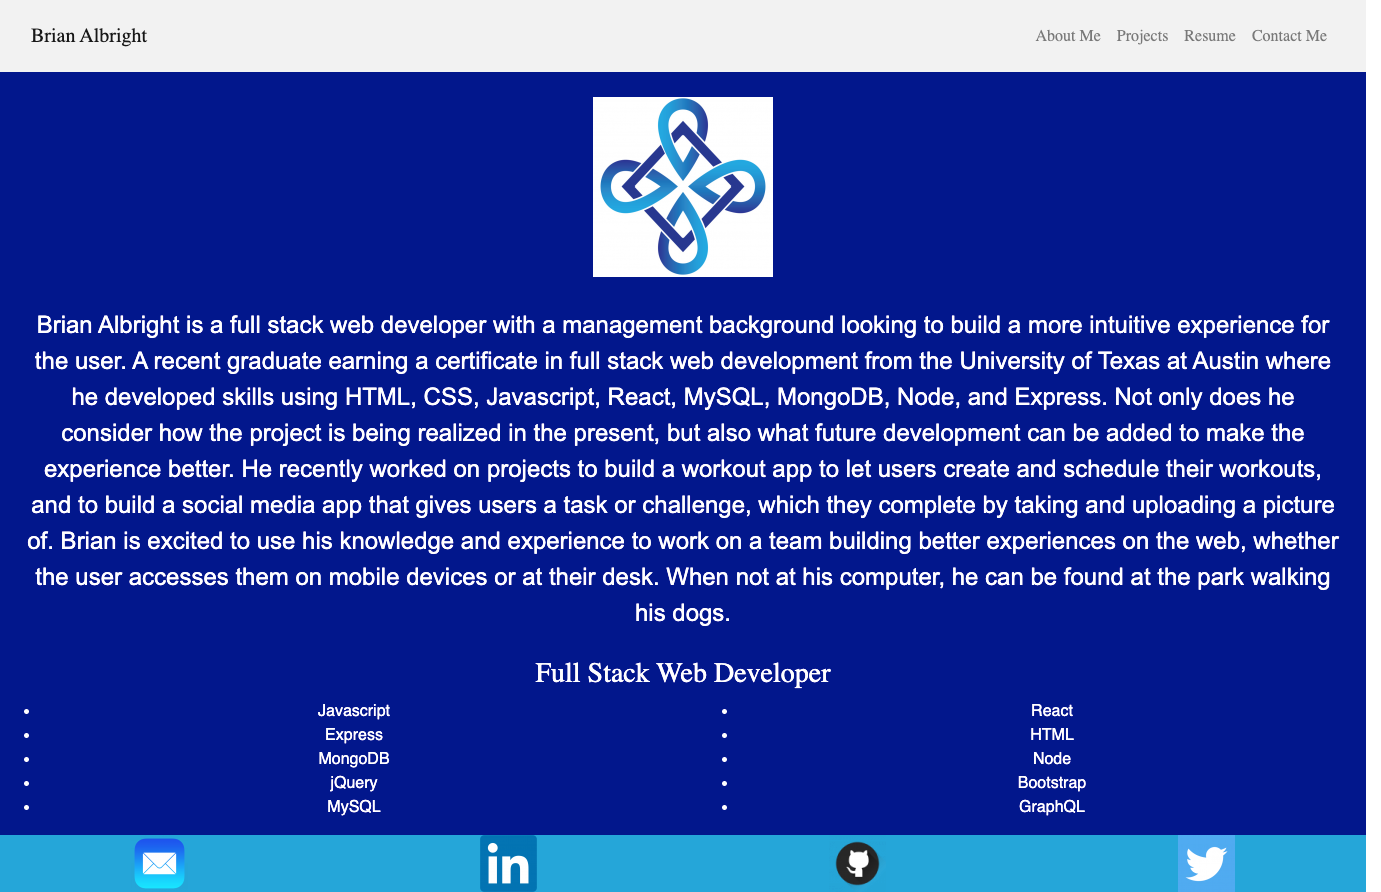 Brian Albright
About Me Projects Resume Contact Me
Brian Albright is a full stack web developer with a management background looking to build a more intuitive experience for
the user. A recent graduate earning a certificate in full stack web development from the University of Texas at Austin where
he developed skills using HTML, CSS, Javascript, React, MySQL, MongoDB, Node, and Express. Not only does he
consider how the project is being realized in the present, but also what future development can be added to make the
experience better. He recently worked on projects to build a workout app to let users create and schedule their workouts,
and to build a social media app that gives users a task or challenge, which they complete by taking and uploading a picture
of. Brian is excited to use his knowledge and experience to work on a team building better experiences on the web, whether
the user accesses them on mobile devices or at their desk. When not at his computer, he can be found at the park walking
his dogs.
Full Stack Web Developer
Javascript
Express
MongoDB
jQuery
MySQL
React
HTML
Node
Bootstrap
GraphQL
in